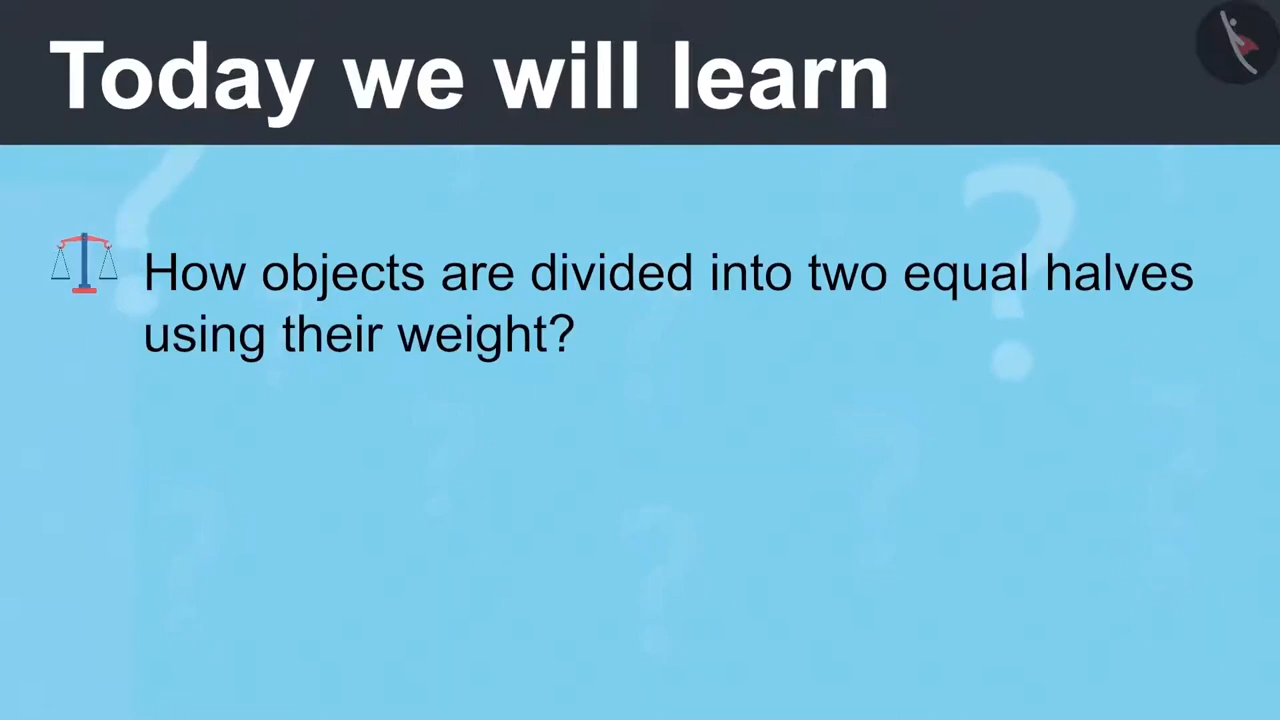 Today we will learn
How objects are divided into two equal halves
using their weight?